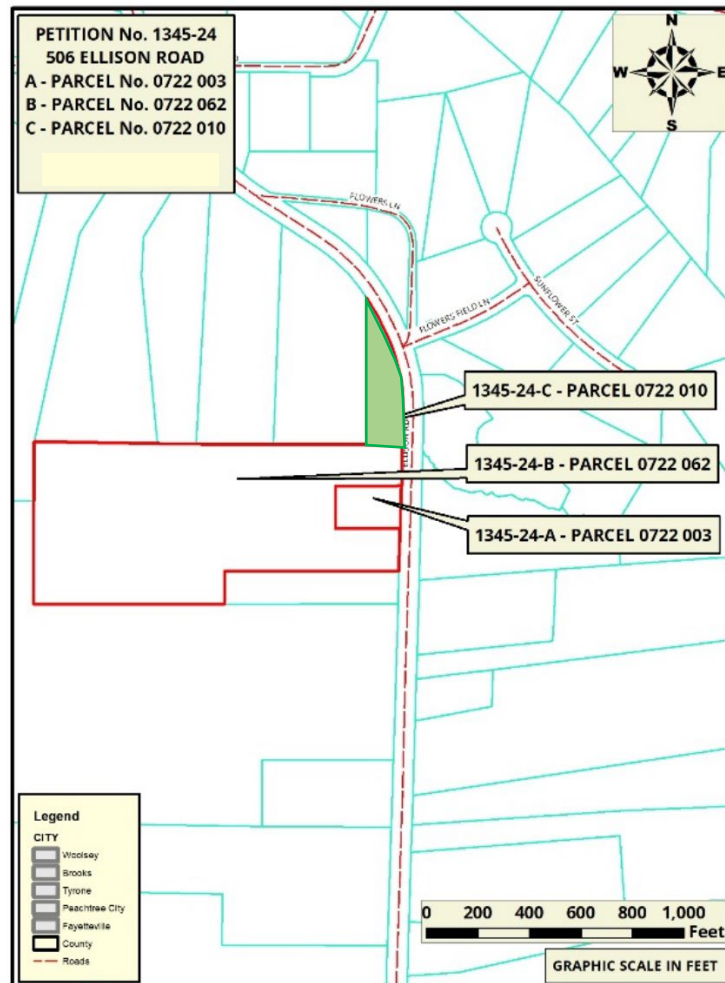 PETITION No. 1345-24
506 ELLISON ROAD
A - PARCEL No. 0722 003
B - PARCEL No. 0722 062
C - PARCEL No. 0722 010
N
W
E
S
FLOWERS LN
FLOWERS FIELD LN
SUNFLOWER ST
1345-24-C - PARCEL 0722 010
1345-24-B - PARCEL 0722 062
1345-24-A - PARCEL 0722 003
Legend
CITY
Woolsey
Brooks
Tyrone
Peachtree City
Fayetteville
County
Roads
0 200 400 600 800 1,000
Feet
GRAPHIC SCALE IN FEET